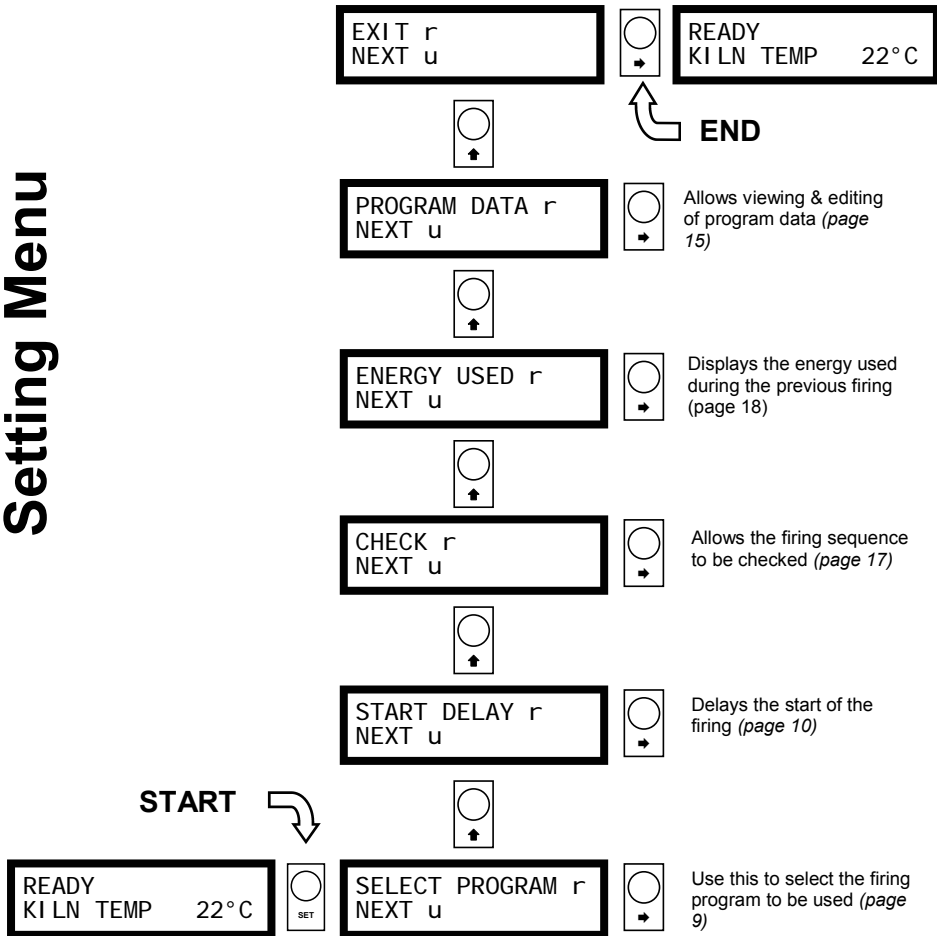 Setting Menu
EXIT r
NEXT u
READY
KILN TEMP 22°C
END
PROGRAM DATA r
NEXT u
Allows viewing & editing
of program data (page
15)
ENERGY USED r
NEXT u
Displays the energy used
during the previous firing
(page 18)
CHECK r
NEXT u
Allows the firing sequence
to be checked (page 17)
START DELAY r
NEXT u
Delays the start of the
firing (page 10)
START
READY
KILN TEMP 22°C
SET
SELECT PROGRAM r
NEXT u
Use this to select the firing
program to be used (page
9)